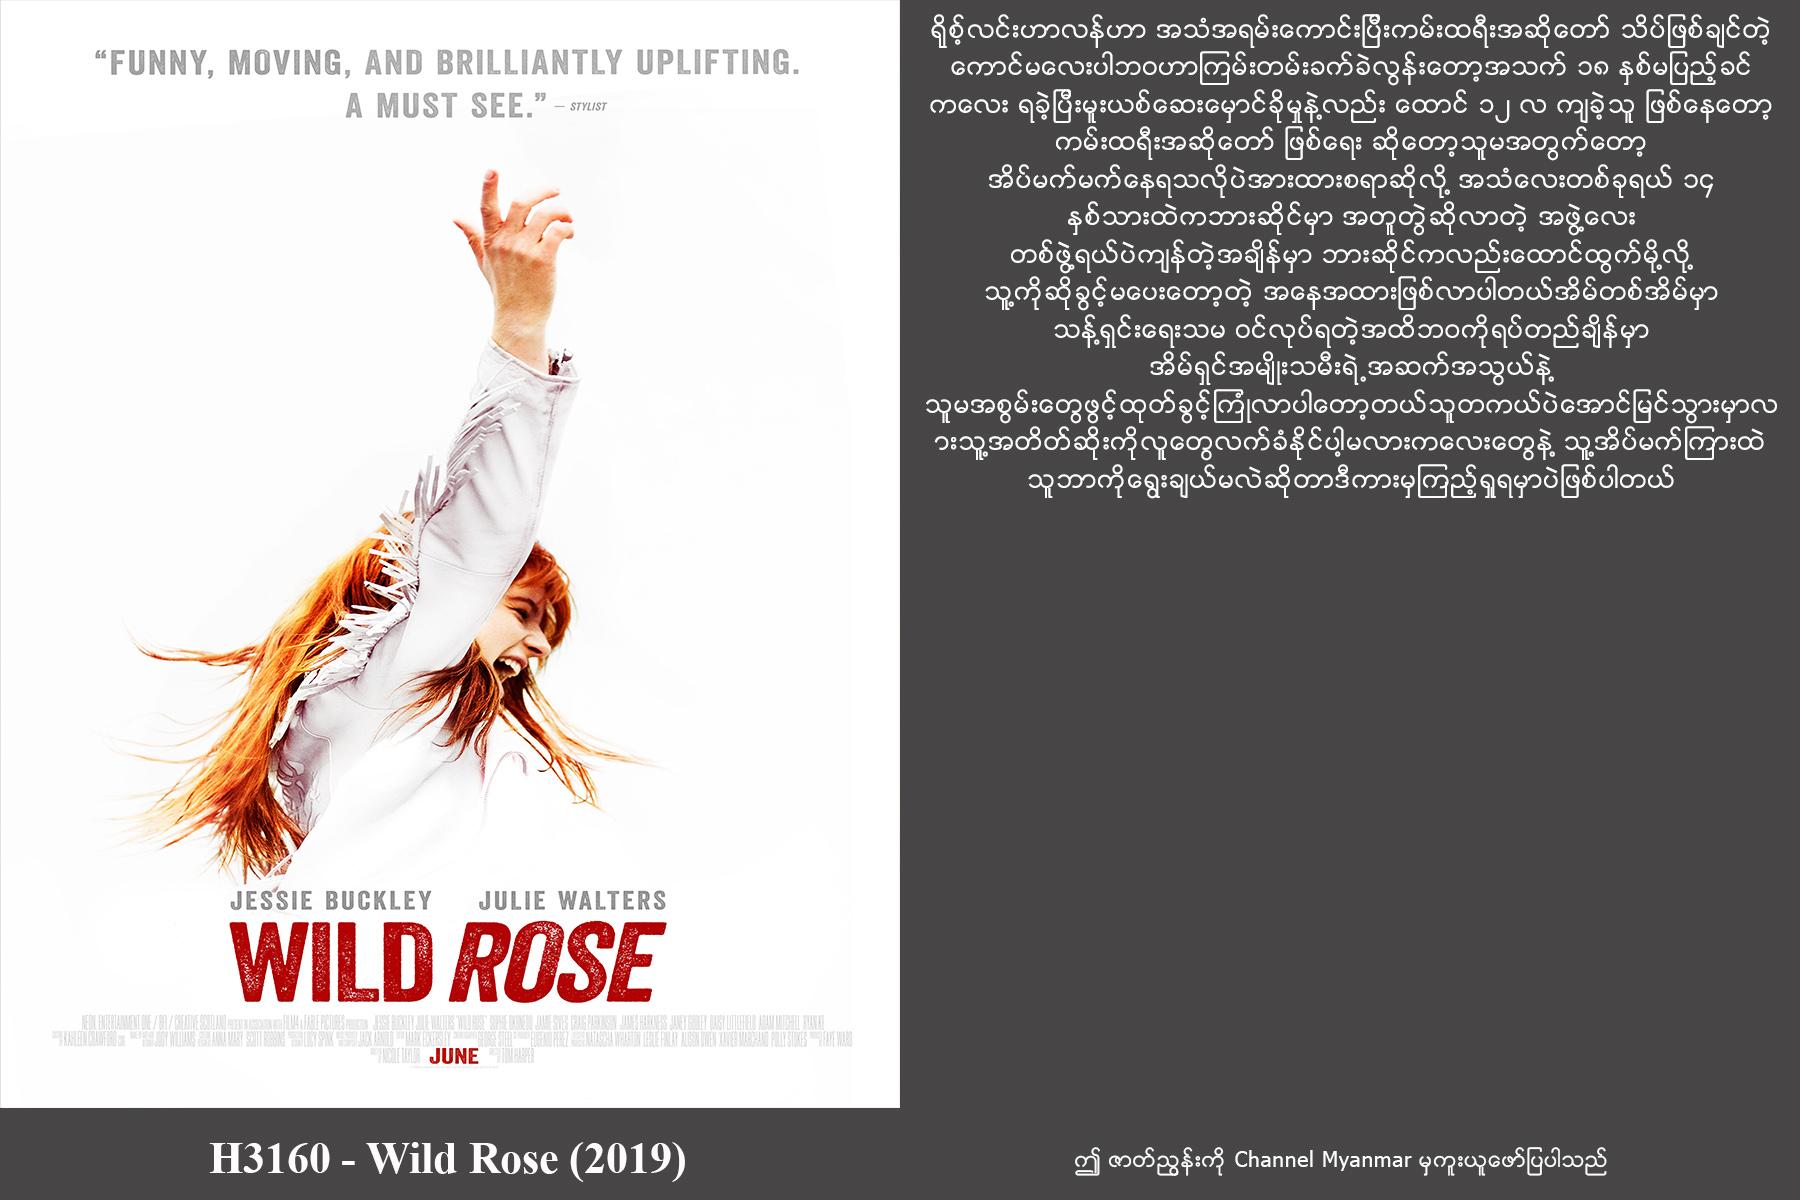 “FUNNY, MOVING, AND BRILLIANTLY UPLIFTING.
A MUST SEE.” – STYLIST
JESSIE BUCKLEY JULIE WALTERS
WILD ROSE
JUNE
H3160 - Wild Rose (2019)
ရိုစ့်လင်းဟာလန်ဟာ အသံအရမ်းကောင်းပြီးကမ်းထရီးအဆိုတော် သိပ်ဖြစ်ချင်တဲ့
ကောင်မလေးပါဘဝဟာကြမ်းတမ်းခက်ခဲလွန်းတော့အသက် ၁၈ နှစ်မပြည့်ခင်
ကလေး ရခဲ့ပြီးမူးယစ်ဆေးမှောင်ခိုမှုနဲ့လည်း ထောင် ၁၂ လ ကျခဲ့သူ ဖြစ်နေတော့
ကမ်းထရီးအဆိုတော် ဖြစ်ရေး ဆိုတော့သူမအတွက်တော့
အိပ်မက်မက်နေရသလိုပဲအားထားစရာဆိုလို့ အသံလေးတစ်ခုရယ် ၁၄
နှစ်သားထဲကဘားဆိုင်မှာ အတူတွဲဆိုလာတဲ့ အဖွဲ့လေး
တစ်ဖွဲ့ရယ်ပဲကျန်တဲ့အချိန်မှာ ဘားဆိုင်ကလည်းထောင်ထွက်မို့လို့
သူ့ကိုဆိုခွင့်မပေးတော့တဲ့ အနေအထားဖြစ်လာပါတယ်အိမ်တစ်အိမ်မှာ
သန့်ရှင်းရေးသမ ဝင်လုပ်ရတဲ့အထိဘဝကိုရပ်တည်ချိန်မှာ
အိမ်ရှင်အမျိုးသမီးရဲ့အဆက်အသွယ်နဲ့
သူမအစွမ်းတွေဖွင့်ထုတ်ခွင့်ကြုံလာပါတော့တယ်သူတကယ်ပဲအောင်မြင်သွားမှာလ
ားသူ့အတိတ်ဆိုးကိုလူတွေလက်ခံနိုင်ပါ့မလားကလေးတွေနဲ့ သူ့အိပ်မက်ကြားထဲ
သူဘာကိုရွေးချယ်မလဲဆိုတာဒီကားမှကြည့်ရှုရမှာပဲဖြစ်ပါတယ်
ဤ ဇာတ်ညွှန်းကို Channel Myanmar မှကူးယူဖော်ပြပါသည်